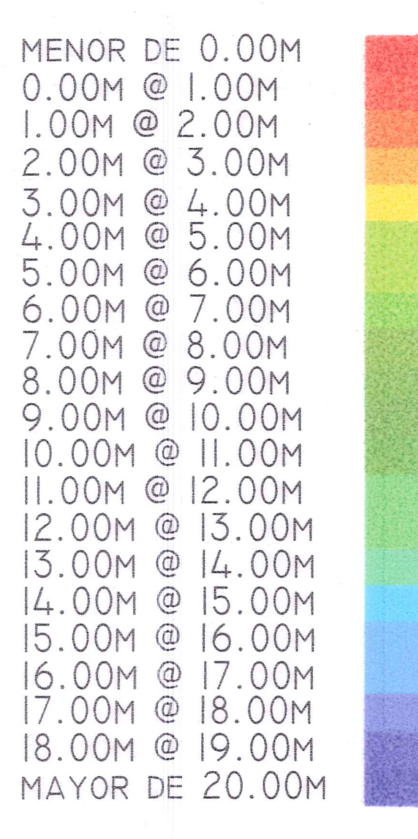 MENOR DE 0.00M
0.00M @ 1.00M
1.00M @ 2.00M
2.00M @ 3.00M
3.00M @ 4.00M
4.00M @ 5.00M
5.00M @ 6.00M
6.00M @ 7.00M
7.00M @ 8.00M
8.00M @ 9.00M
9.00M @ 10.00M
10.00M @ 11.00M
11.00M @ 12.00M
12.00M @ 13.00M
13.00M @ 14.00M
14.00M @ 15.00M
15.00M @ 16.00M
16.00M @ 17.00M
17.00M @ 18.00M
18.00M @ 19.00M
MAYOR DE 20.00M